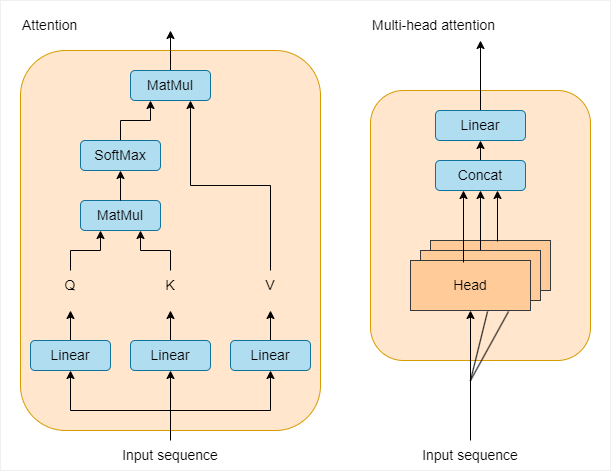 Attention
MatMul
SoftMax
MatMul
Q K V
Linear Linear Linear
Input sequence
Multi-head attention
Linear
Concat
Head
Input sequence